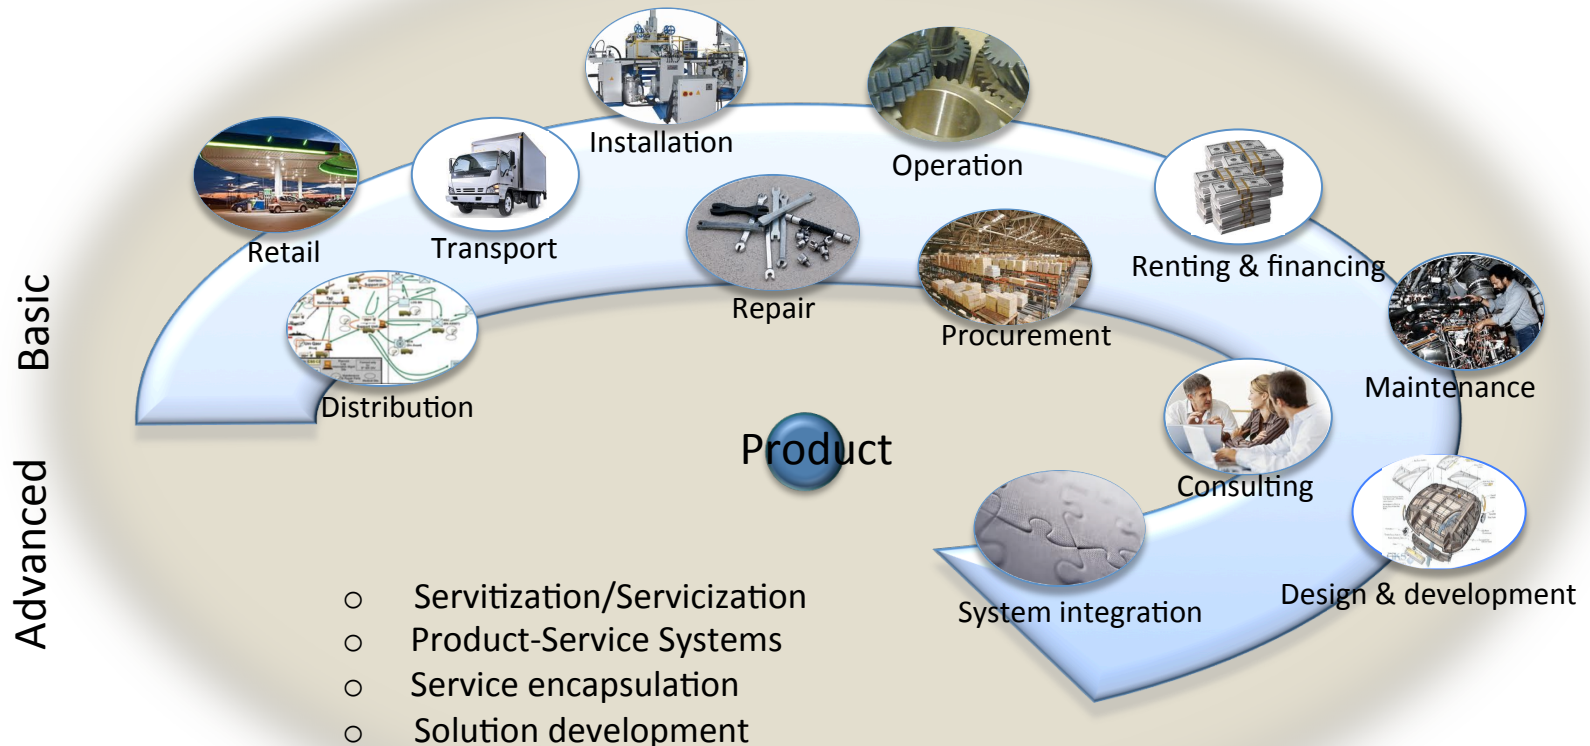 Installation
Operation
Retail
Transport
Renting & financing
Repair
Procurement
Maintenance
Distribution
Basic
Product
Consulting
Advanced
System integration
Design & development
o Servitization/Servicization
o Product-Service Systems
o Service encapsulation
o Solution development